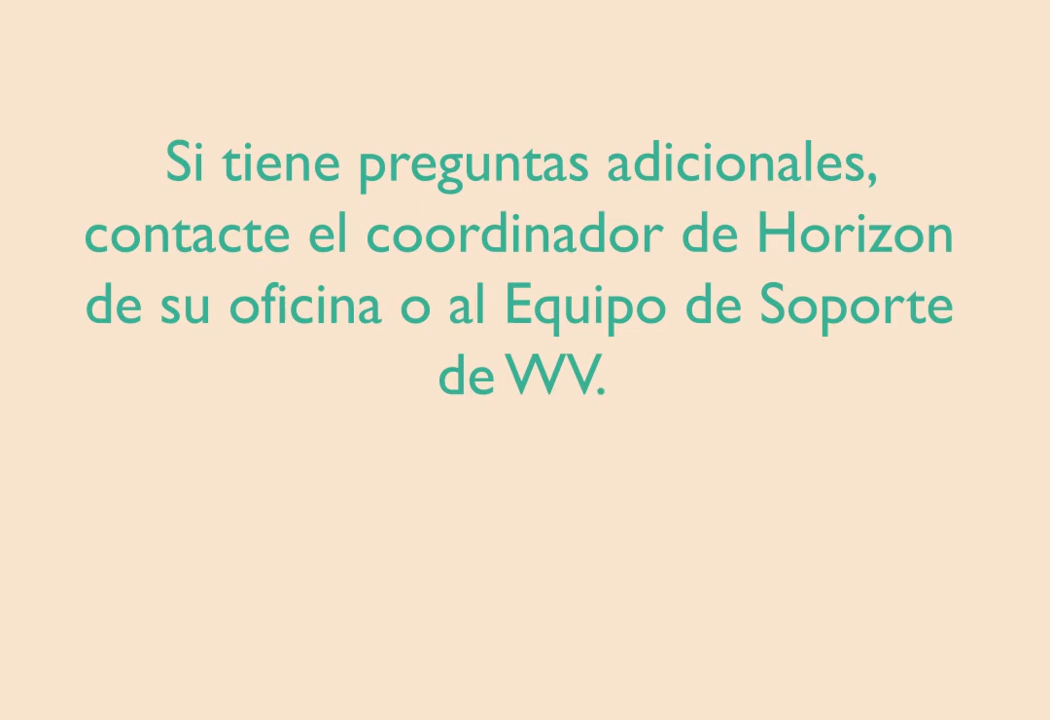 Si tiene preguntas adicionales,
contacte el coordinador de Horizon
de su oficina o al Equipo de Soporte
de WV.